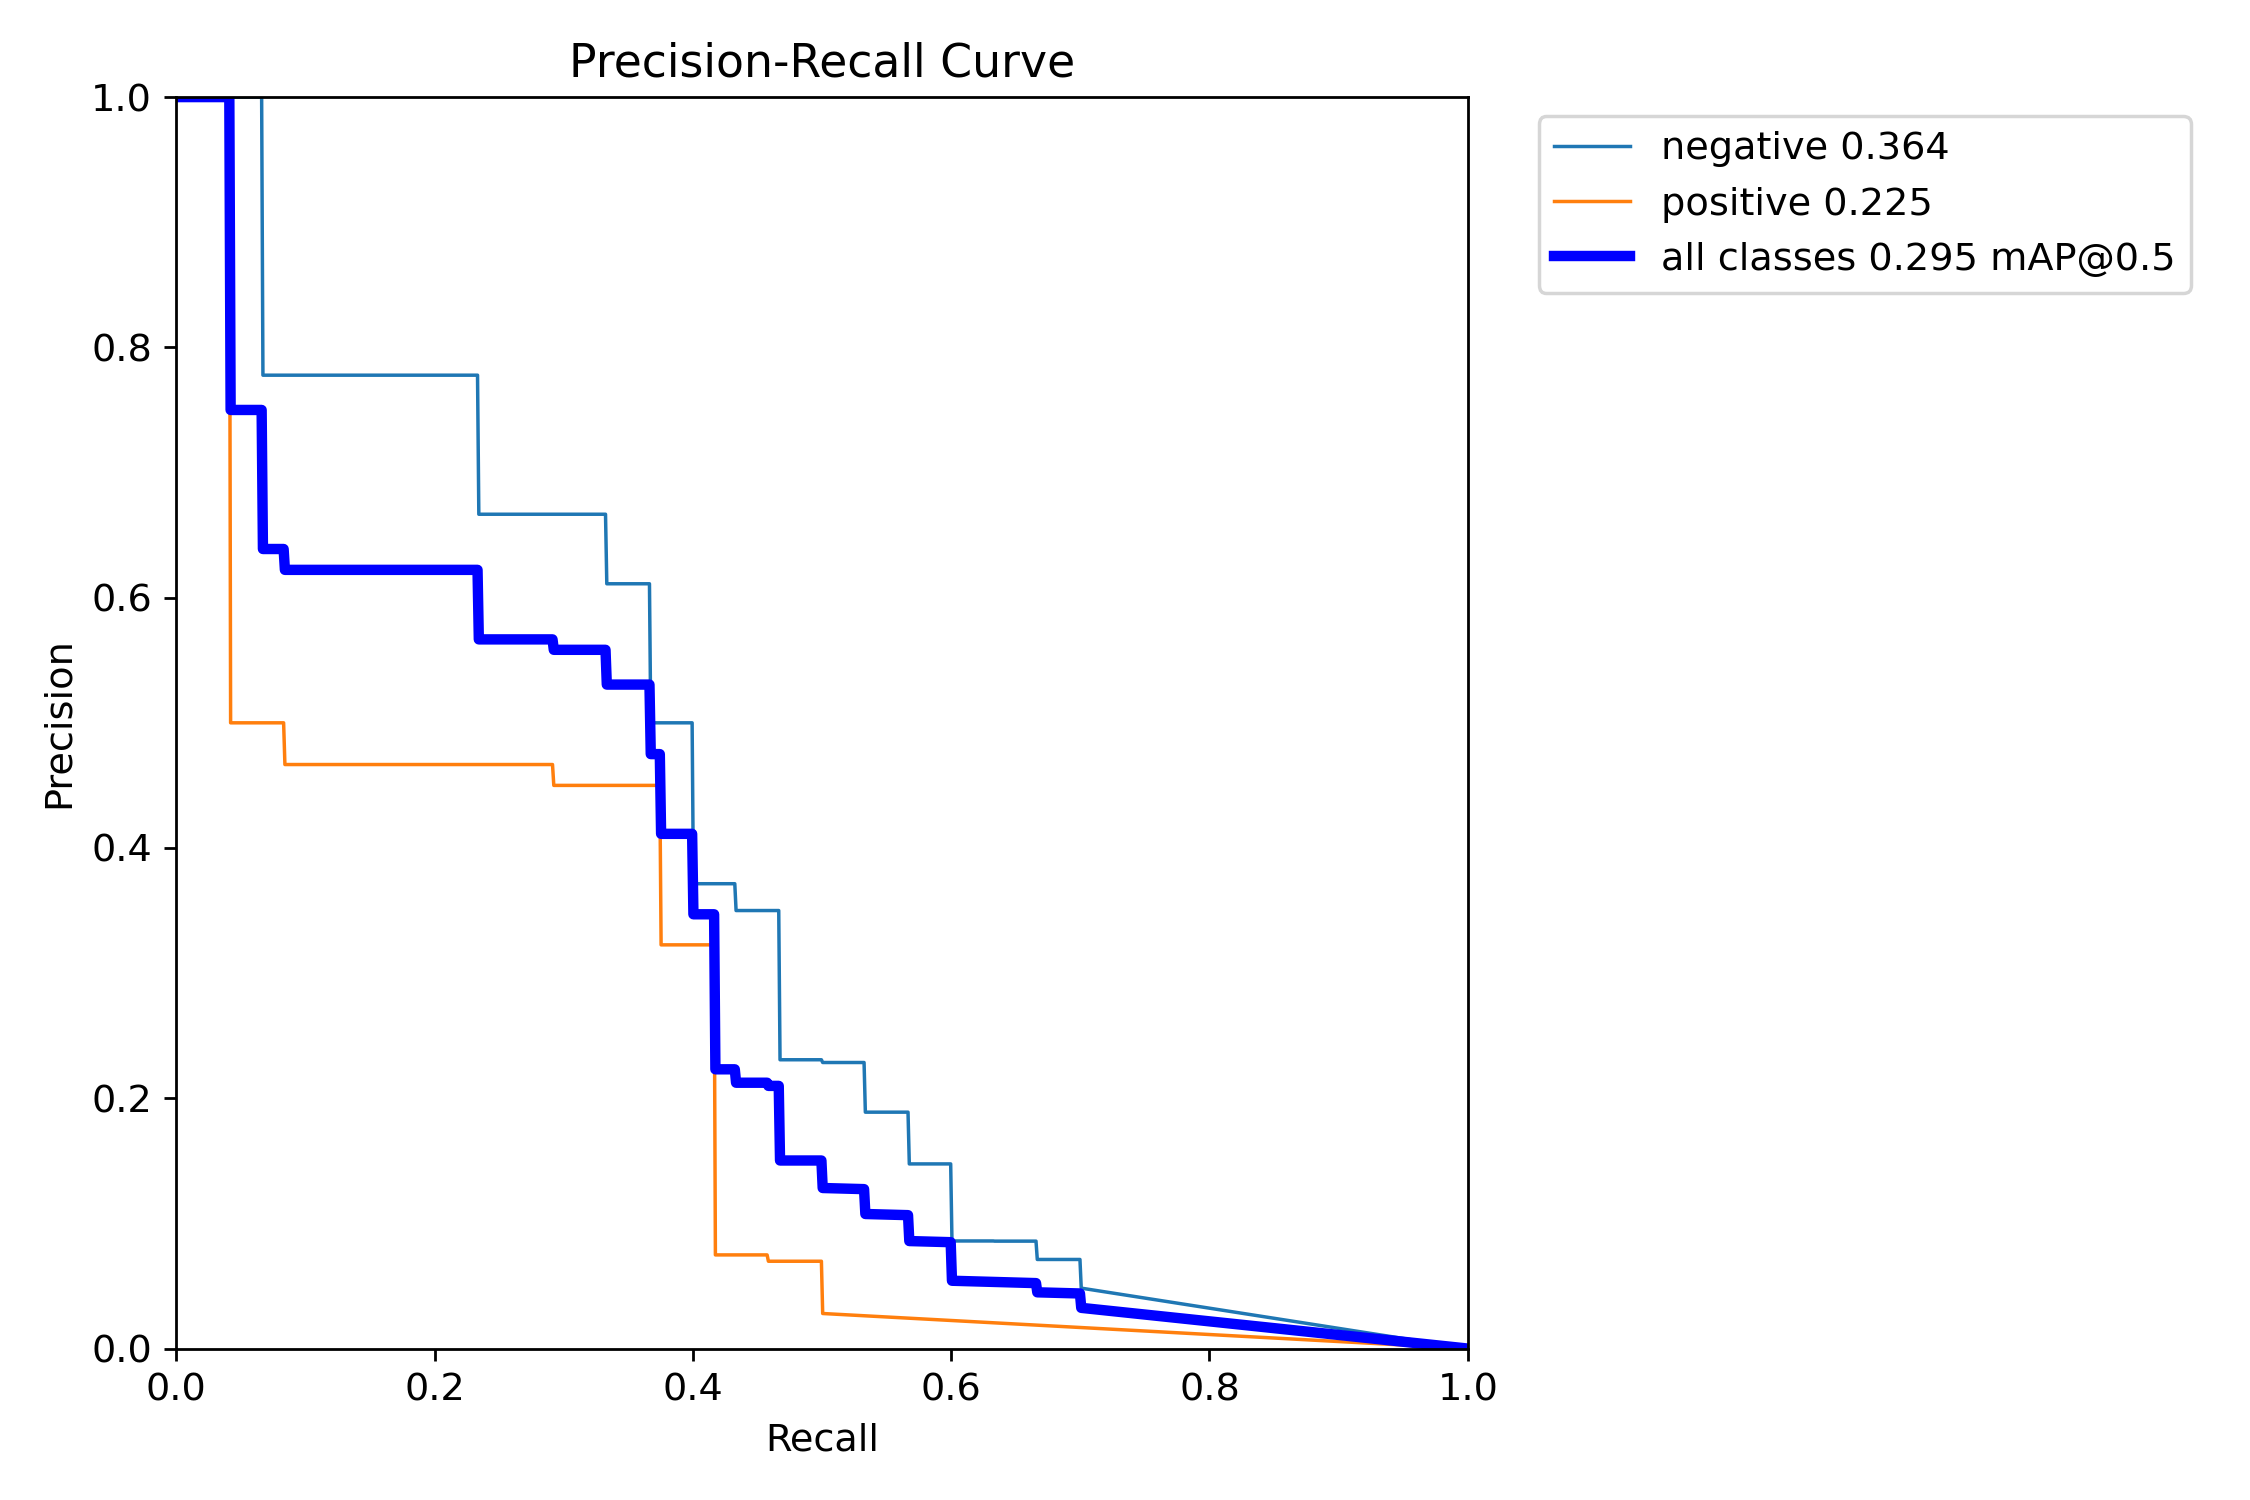 Precision-Recall Curve
1.0
0.8
0.6
0.4
0.2
0.0
Precision
0.0 0.2 0.4 0.6 0.8 1.0
Recall
negative 0.364
positive 0.225
all classes 0.295 mAP@0.5